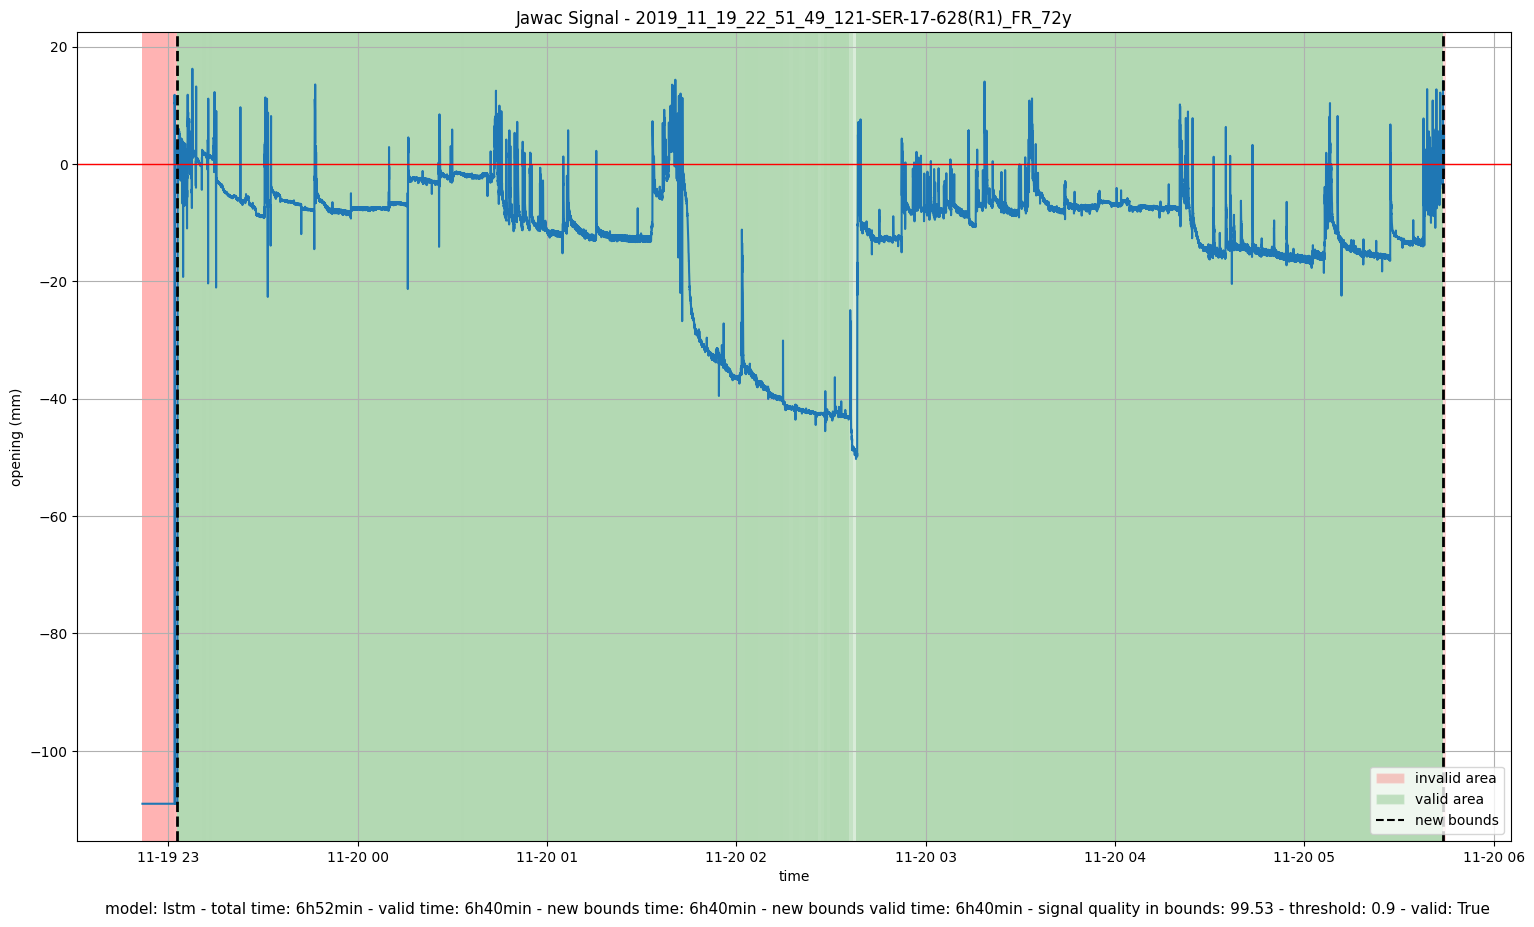 Jawac Signal - 2019_11_19_22_51_49_121-SER-17-628(R1)_FR_72y
opening (mm)
20
0
−20
−40
−60
−80
−100
invalid area
valid area
new bounds
11-19 23
11-20 00
11-20 01
11-20 02
11-20 03
11-20 04
11-20 05
11-20 06
time
model: lstm - total time: 6h52min - valid time: 6h40min - new bounds time: 6h40min - new bounds valid time: 6h40min - signal quality in bounds: 99.53 - threshold: 0.9 - valid: True